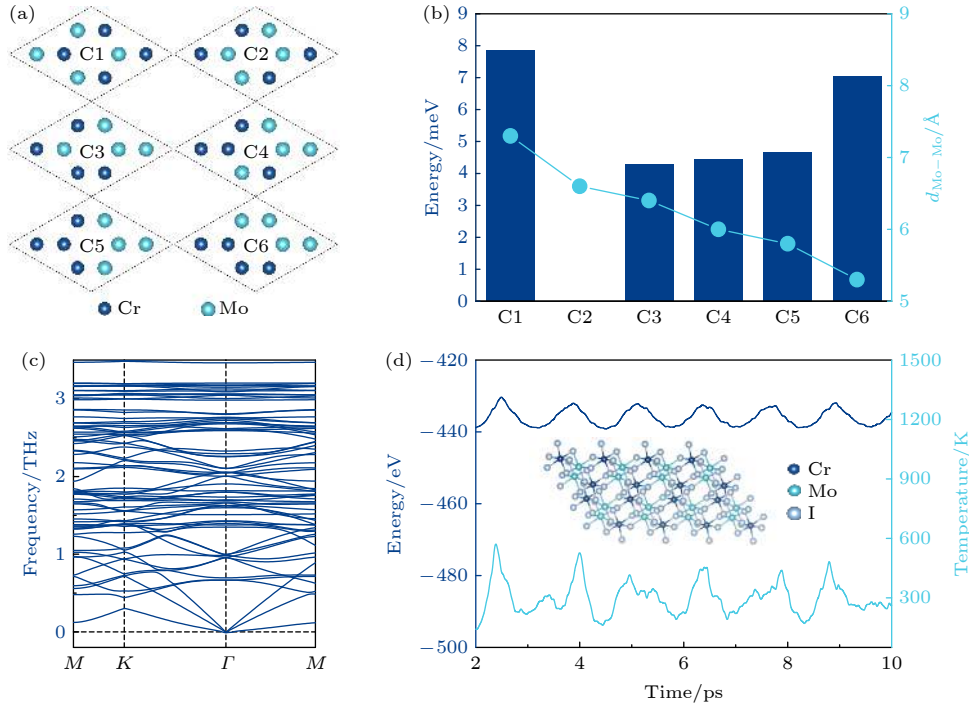 (a)
C1
C2
C3
C4
C5
C6
Cr
Mo
(b)
9
8
7
6
5
4
3
2
1
0
Energy/meV
C1
C2
C3
C4
C5
C6
9
8
7
6
5
d Mo−Mo/Å
(c)
3
2
1
0
Frequency/THz
M
K
Γ
M
(d)
−420
−440
−460
−480
−500
Energy/eV
Cr
Mo
I
2
4
6
8
10
Time/ps
1500
1200
900
600
300
Temperature/K